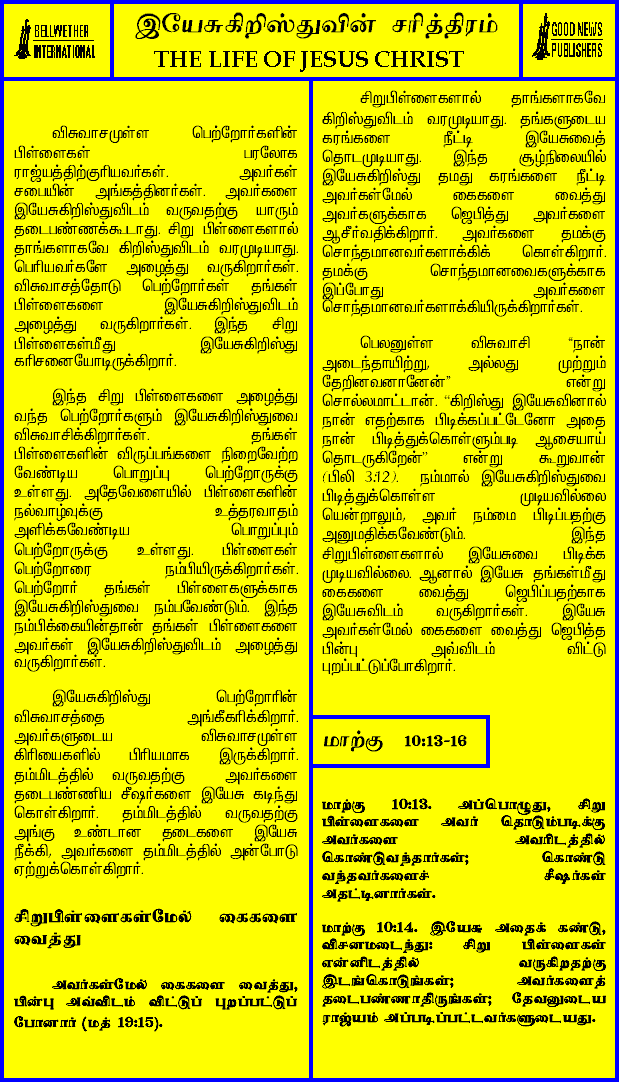 BELLWETHER
INTERNATIONAL
இயேசுகிறிஸ்துவின் சரித்திரம்
THE LIFE OF JESUS CHRIST
GOOD NEWS
PUBLISHERS
விசுவாசமுள்ள பெற்றோர்களின்
பிள்ளைகள் பரலோக
ராஜ்யத்திற்குரியவர்கள். அவர்கள்
சபையின் அங்கத்தினர்கள். அவர்களை
இயேசுகிறிஸ்துவிடம் வருவதற்கு யாரும்
தடைபண்ணக்கூடாது. சிறு பிள்ளைகளால்
தாங்களாகவே கிறிஸ்துவிடம் வரமுடியாது.
பெரியவர்களே அழைத்து வருகிறார்கள்.
விசுவாசத்தோடு பெற்றோர்கள் தங்கள்
பிள்ளைகளை இயேசுகிறிஸ்துவிடம்
அழைத்து வருகிறார்கள். இந்த சிறு
பிள்ளைகள்மீது இயேசுகிறிஸ்து
கரிசனையோடிருக்கிறார்.
இந்த சிறு பிள்ளைகளை அழைத்து
வந்த பெற்றோர்களும் இயேசுகிறிஸ்துவை
விசுவாசிக்கிறார்கள். தங்கள்
பிள்ளைகளின் விருப்பங்களை நிறைவேற்ற
வேண்டிய பொறுப்பு பெற்றோருக்கு
உள்ளது. அதேவேளையில் பிள்ளைகளின்
நல்வாழ்வுக்கு உத்தரவாதம்
அளிக்கவேண்டிய பொறுப்பும்
பெற்றோருக்கு உள்ளது. பிள்ளைகள்
பெற்றோரை நம்பியிருக்கிறார்கள்.
பெற்றோர் தங்கள் பிள்ளைகளுக்காக
இயேசுகிறிஸ்துவை நம்பவேண்டும். இந்த
நம்பிக்கையின்தான் தங்கள் பிள்ளைகளை
அவர்கள் இயேசுகிறிஸ்துவிடம் அழைத்து
வருகிறார்கள்.
இயேசுகிறிஸ்து பெற்றோரின்
விசுவாசத்தை அங்கீகரிக்கிறார்.
அவர்களுடைய விசுவாசமுள்ள
கிரியைகளில் பிரியமாக இருக்கிறார்.
தம்மிடத்தில் வருவதற்கு அவர்களை
தடைபண்ணிய சீஷர்களை இயேசு கடிந்து
கொள்கிறார். தம்மிடத்தில் வருவதற்கு
அங்கு உண்டான தடைகளை இயேசு
நீக்கி, அவர்களை தம்மிடத்தில் அன்போடு
ஏற்றுக்கொள்கிறார்.
சிறுபிள்ளைகள்மேல் கைகளை
வைத்து
அவர்கள்மேல் கைகளை வைத்து,
பின்பு அவ்விடம் விட்டுப் புறப்பட்டுப்
போனார் (மத் 19:15).
சிறுபிள்ளைகளால் தாங்களாகவே
கிறிஸ்துவிடம் வரமுடியாது. தங்களுடைய
கரங்களை நீட்டி இயேசுவைத்
தொடமுடியாது. இந்த சூழ்நிலையில்
இயேசுகிறிஸ்து தமது கரங்களை நீட்டி
அவர்கள்மேல் கைகளை வைத்து
அவர்களுக்காக ஜெபித்து அவர்களை
ஆசீர்வதிக்கிறார். அவர்களை தமக்கு
சொந்தமானவர்களாக்கிக் கொள்கிறார்.
தமக்கு சொந்தமானவைகளுக்காக
இப்போது அவர்களை
சொந்தமானவர்களாக்கியிருக்கிறார்கள்.
பெலனுள்ள விசுவாசி “நான்
அடைந்தாயிற்று, அல்லது முற்றும்
தேறினவனானேன்” என்று
சொல்லமாட்டான். “கிறிஸ்து இயேசுவினால்
நான் எதற்காக பிடிக்கப்பட்டேனோ அதை
நான் பிடித்துக்கொள்ளும்படி ஆசையாய்
தொடருகிறேன்” என்று கூறுவான்
(பிலி 3:12). நம்மால் இயேசுகிறிஸ்துவை
பிடித்துக்கொள்ள முடியவில்லை
யென்றாலும், அவர் நம்மை பிடிப்பதற்கு
அனுமதிக்கவேண்டும். இந்த
சிறுபிள்ளைகளால் இயேசுவை பிடிக்க
முடியவில்லை. ஆனால் இயேசு தங்கள்மீது
கைகளை வைத்து ஜெபிப்பதற்காக
இயேசுவிடம் வருகிறார்கள். இயேசு
அவர்கள்மேல் கைகளை வைத்து ஜெபித்த
பின்பு அவ்விடம் விட்டு
புறப்பட்டுப்போகிறார்.
மாற்கு 10:13-16
மாற்கு 10:13. அப்பொழுது, சிறு
பிள்ளைகளை அவர் தொடும்படிக்கு
அவர்களை அவரிடத்தில்
கொண்டுவந்தார்கள்; கொண்டு
வந்தவர்களைச் சீஷர்கள்
அதட்டினார்கள்.
மாற்கு 10:14. இயேசு அதைக் கண்டு,
விசனமடைந்து: சிறு பிள்ளைகள்
என்னிடத்தில் வருகிறதற்கு
இடங்கொடுங்கள்; அவர்களைத்
தடைபண்ணாதிருங்கள்; தேவனுடைய
ராஜ்யம் அப்படிப்பட்டவர்களுடையது.